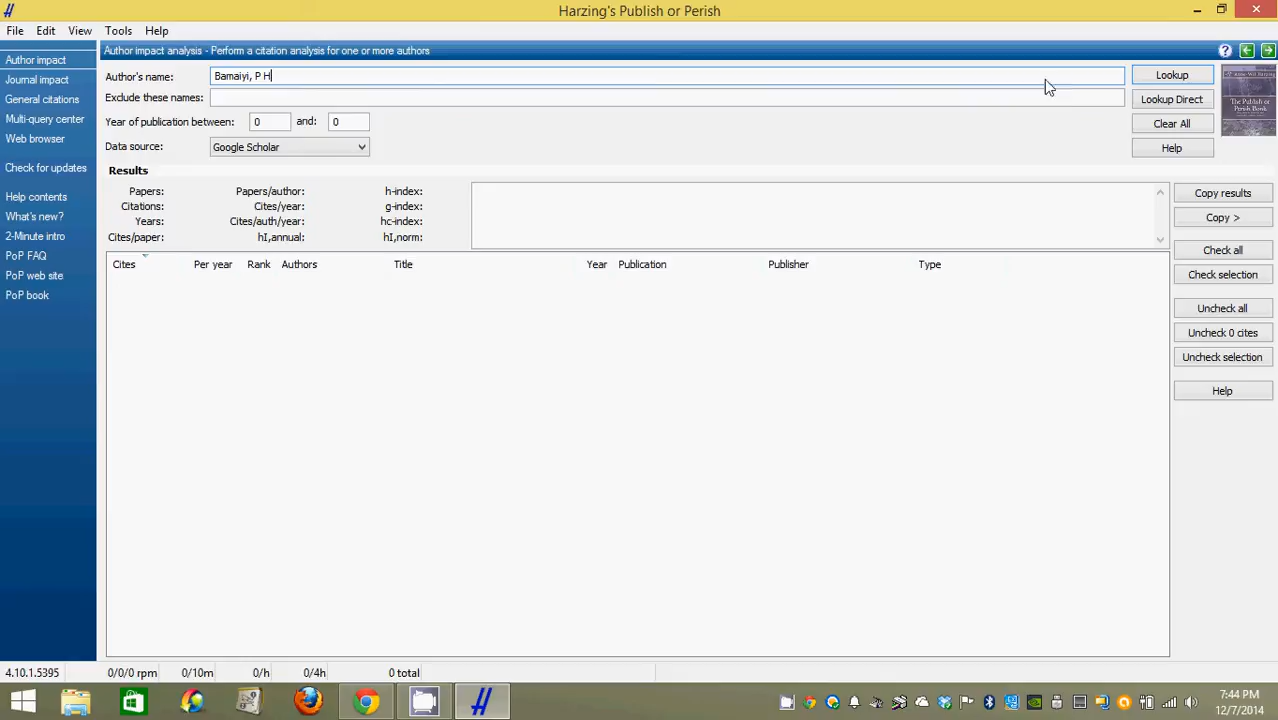 Harzing's Publish or Perish
File Edit View Tools Help
Author impact
Journal impact
General citations
Multi-query center
Web browser
Check for updates
Help contents
What's new?
2-Minute intro
PoP FAQ
PoP web site
PoP book
Author impact analysis - Perform a citation analysis for one or more authors
Author's name: Bamaiyi, P H Lookup
Exclude these names: Lookup Direct
Year of publication between: 0 and: 0 Clear All
Data source: Google Scholar Help
The Publish or
Perish Book
Results
Papers: Papers/author: h-index:
Citations: Cites/year: g-index:
Years: Cites/auth/year: hc-index:
Cites/paper: hI,annual: hI,norm:
Cites Per year Rank Authors Title Year Publication Publisher Type
Copy results
Copy >
Check all
Check selection
Uncheck all
Uncheck 0 cites
Uncheck selection
Help
4.10.1.5395 0/0/0 rpm 0/10m 0/h 0/4h 0 total
7:44 PM
12/7/2014